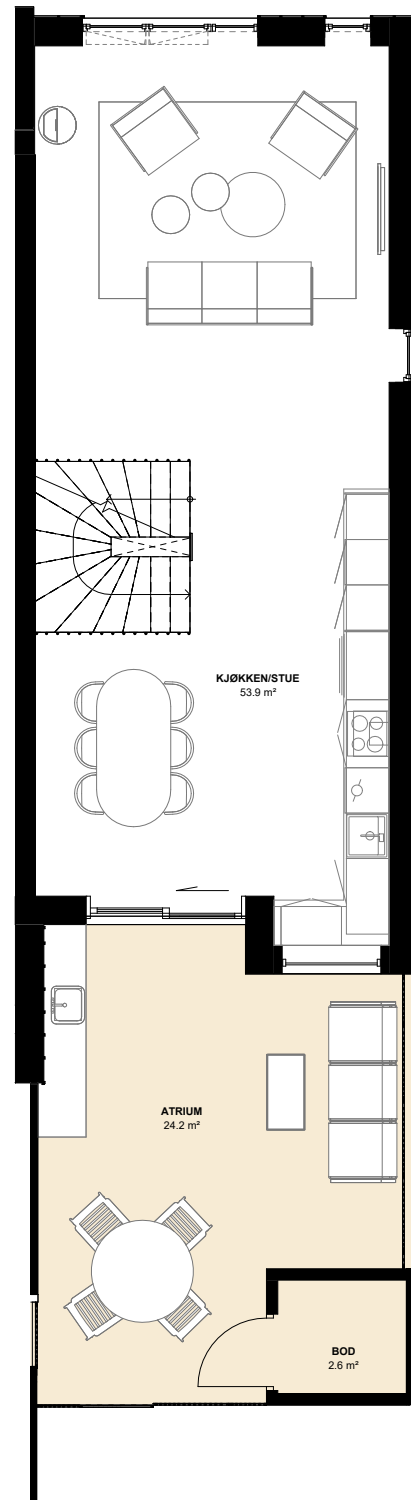 KJØKKEN/STUE
53.9 m²
ATRIUM
24.2 m²
BOD
2.6 m²